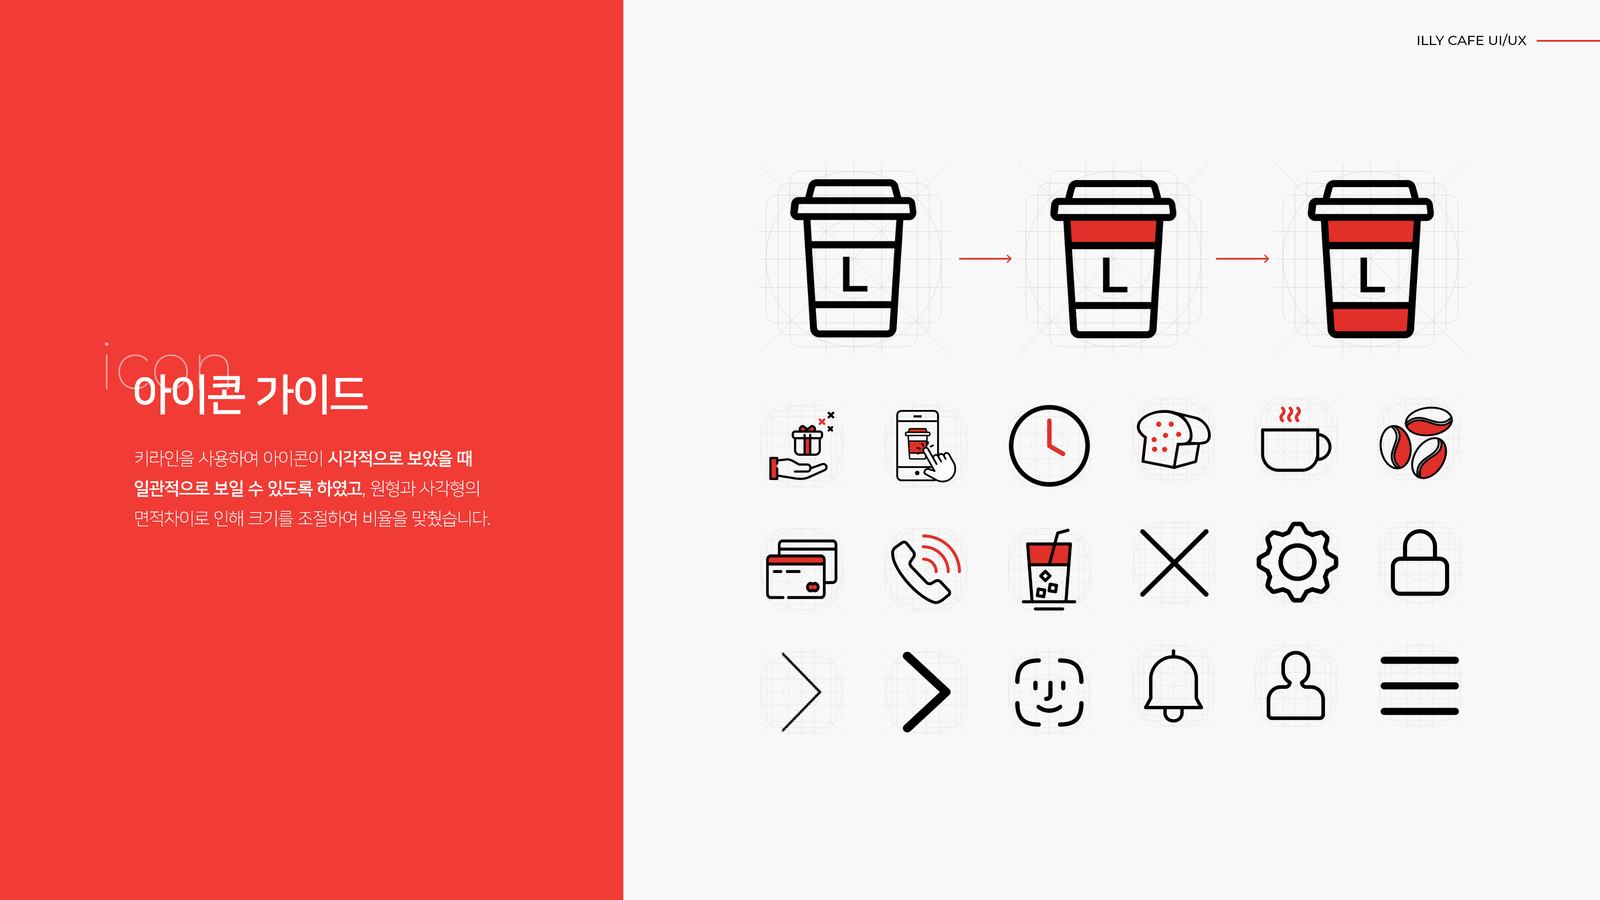 ILLY CAFE UI/UX
icon
아이콘 가이드
키라인을 사용하여 아이콘이 시각적으로 보았을 때
일관적으로 보일 수 있도록 하였고, 원형과 사각형의
면적차이로 인해 크기를 조절하여 비율을 맞췄습니다.
L
L
L